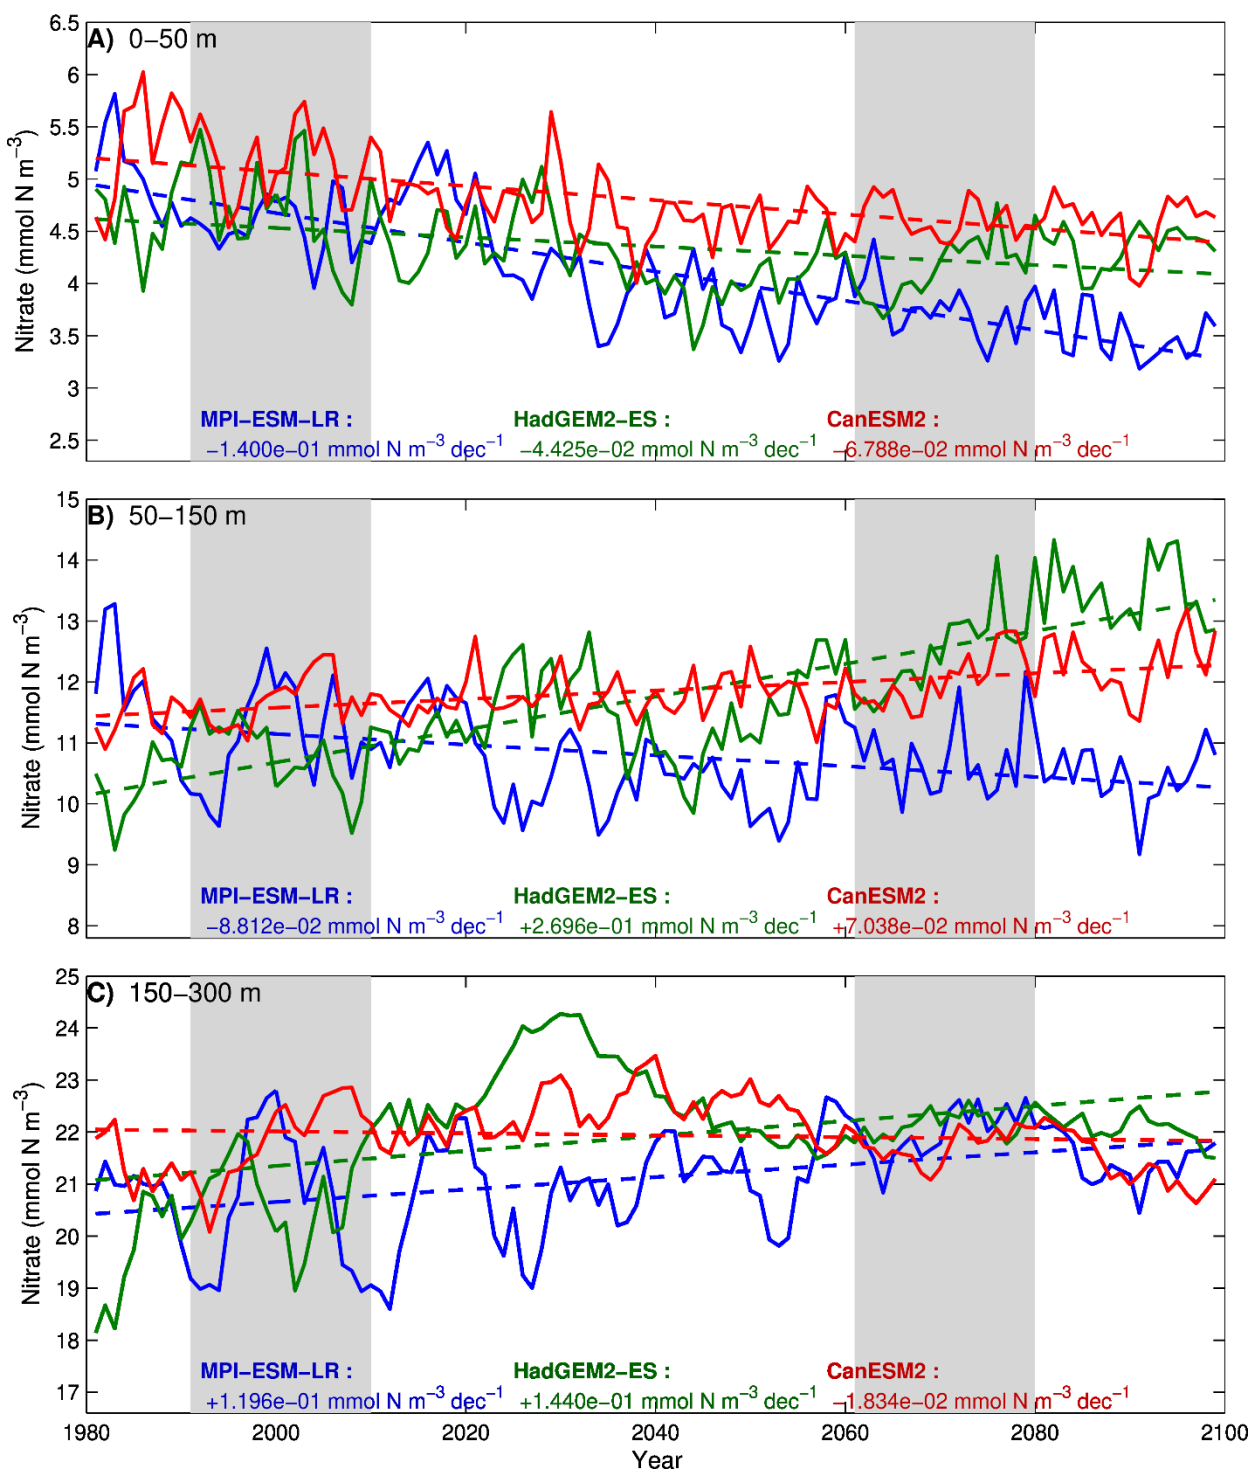 A) 0−50 m
6.5
6
5.5
5
4.5
4
3.5
3
2.5
Nitrate (mmol N m⁻³)
MPI−ESM−LR : HadGEM2−ES : CanESM2 :
−1.400e−01 mmol N m⁻³ dec⁻¹ −4.425e−02 mmol N m⁻³ dec⁻¹ −6.788e−02 mmol N m⁻³ dec⁻¹
B) 50−150 m
15
14
13
12
11
10
9
8
Nitrate (mmol N m⁻³)
MPI−ESM−LR : HadGEM2−ES : CanESM2 :
−8.812e−02 mmol N m⁻³ dec⁻¹ +2.696e−01 mmol N m⁻³ dec⁻¹ +7.038e−02 mmol N m⁻³ dec⁻¹
C) 150−300 m
25
24
23
22
21
20
19
18
17
Nitrate (mmol N m⁻³)
MPI−ESM−LR : HadGEM2−ES : CanESM2 :
+1.196e−01 mmol N m⁻³ dec⁻¹ +1.440e−01 mmol N m⁻³ dec⁻¹ −1.834e−02 mmol N m⁻³ dec⁻¹
1980 2000 2020 2040 2060 2080 2100
Year